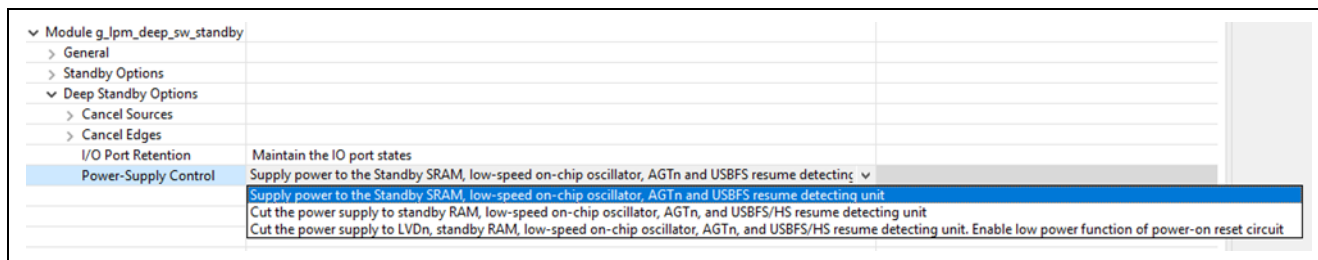 Module g_lpm_deep_sw_standby
General
Standby Options
Deep Standby Options
Cancel Sources
Cancel Edges
I/O Port Retention Maintain the IO port states
Power-Supply Control Supply power to the Standby SRAM, low-speed on-chip oscillator, AGTn and USBFS resume detecting
Supply power to the Standby SRAM, low-speed on-chip oscillator, AGTn and USBFS resume detecting unit
Cut the power supply to standby RAM, low-speed on-chip oscillator, AGTn, and USBFS/HS resume detecting unit
Cut the power supply to LVDn, standby RAM, low-speed on-chip oscillator, AGTn, and USBFS/HS resume detecting unit. Enable low power function of power-on reset circuit